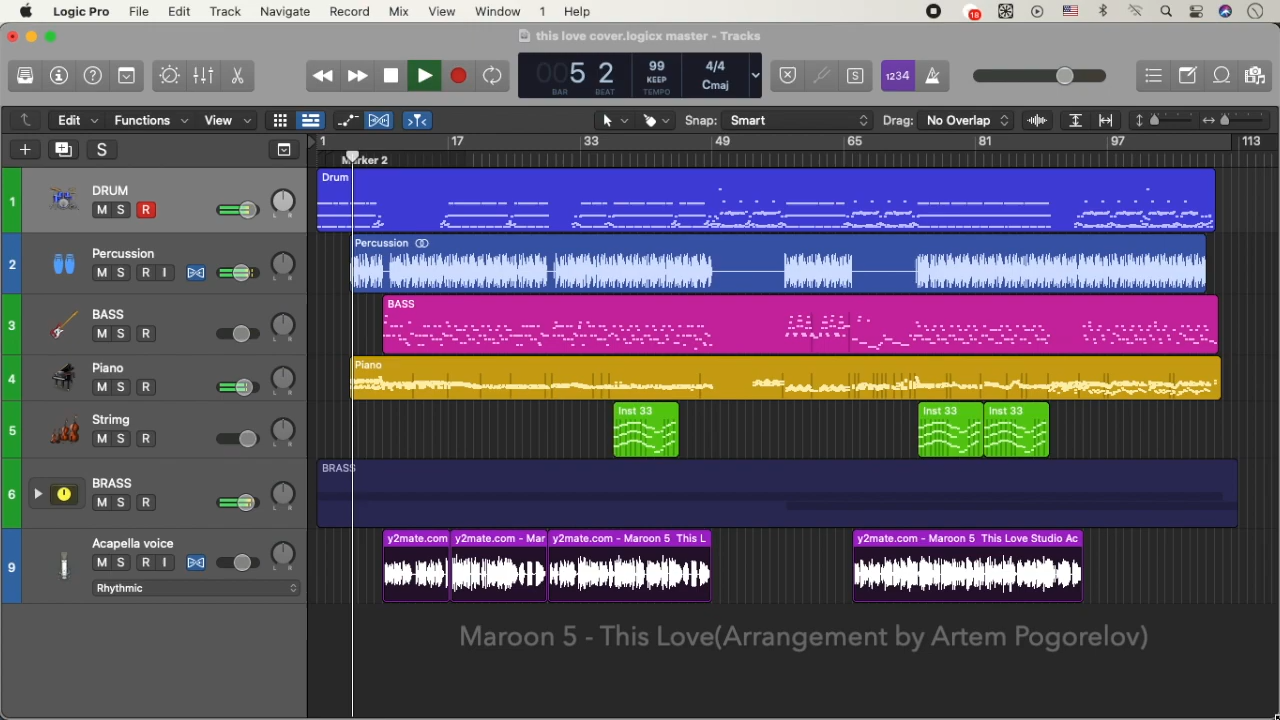 Logic Pro File Edit Track Navigate Record Mix View Window 1 Help 18
this love cover.logicx master - Tracks
005 2 99 KEEP 4/4 Cmaj 1234
BAR BEAT TEMPO
Edit Functions View Snap: Smart Drag: No Overlap
S 1 17 33 49 65 81 97 113
Marker 2
1 DRUM M S R Drum
2 Percussion M S R I Percussion
3 BASS M S R BASS
4 Piano M S R Piano
5 Strimg M S R Inst 33 Inst 33 Inst 33
6 BRASS M S R BRASS
9 Acapella voice M S R I y2mate.com y2mate.com - Mar y2mate.com - Maroon 5 This L y2mate.com - Maroon 5 This Love Studio Ac
Rhythmic
Maroon 5 - This Love(Arrangement by Artem Pogorelov)